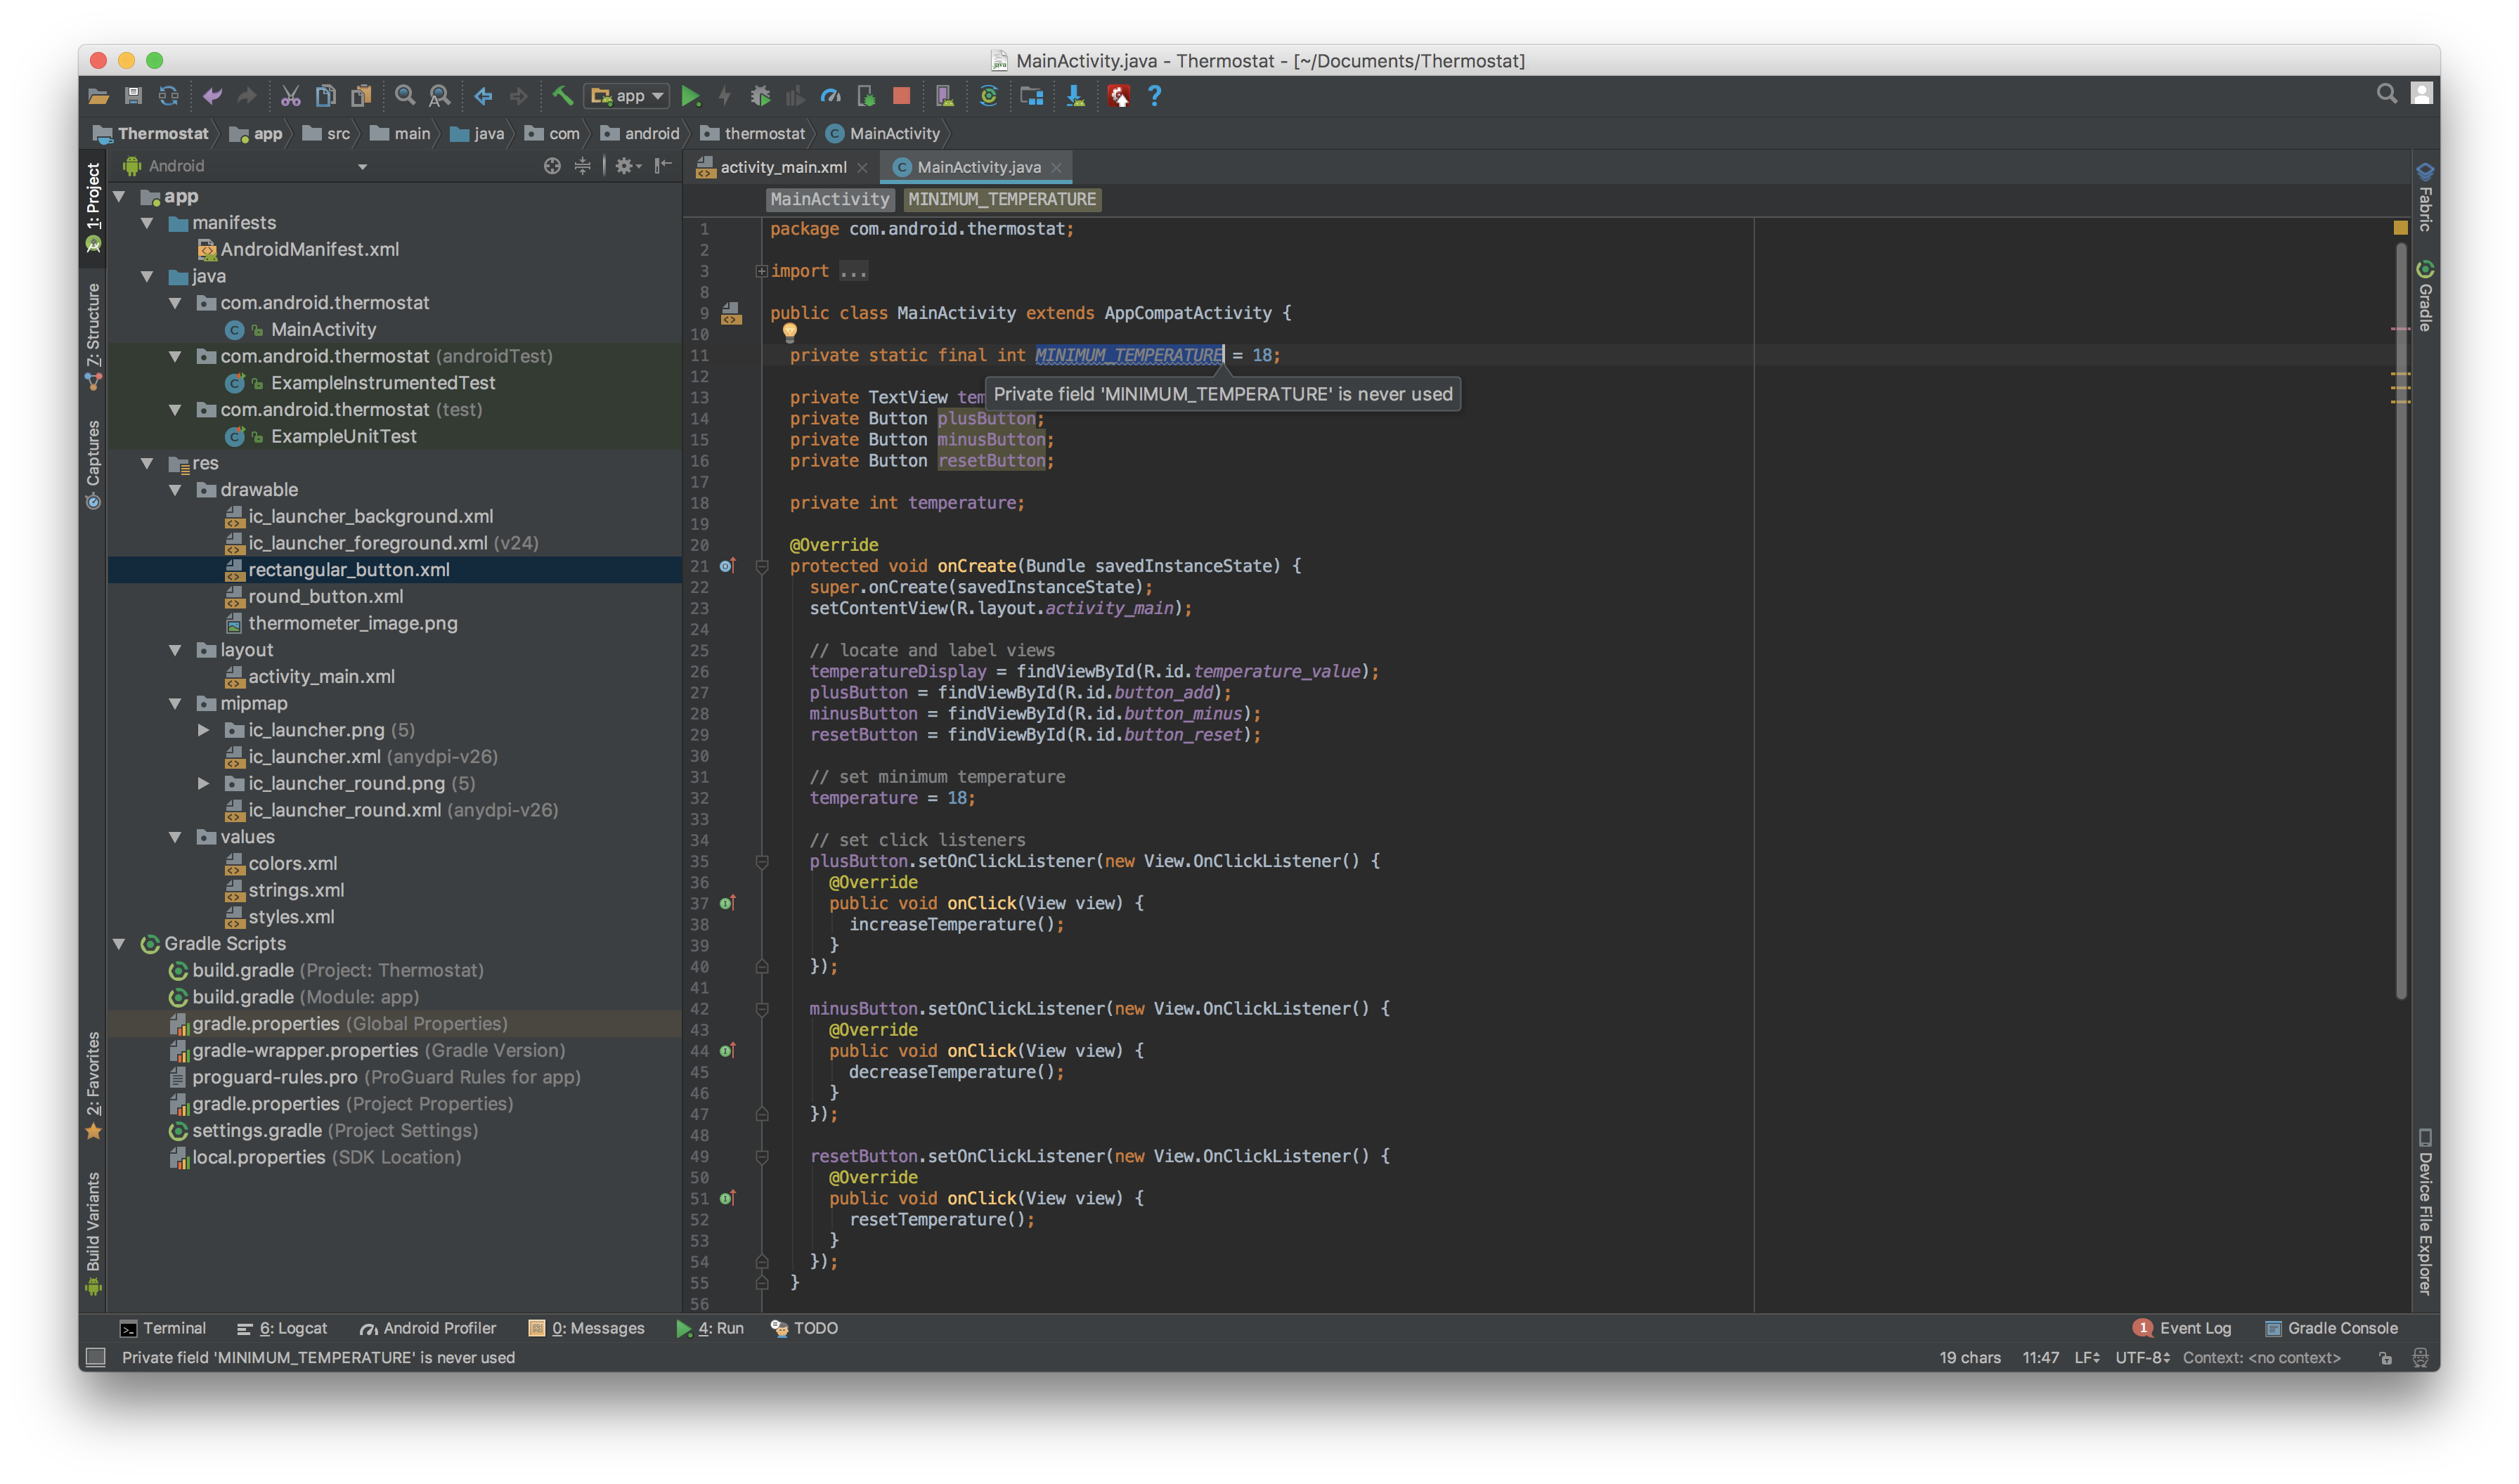 MainActivity.java - Thermostat - [~/Documents/Thermostat]
app
Thermostat app src main java com android thermostat MainActivity
Android
activity_main.xml MainActivity.java
MainActivity MINIMUM_TEMPERATURE
1: Project
Z: Structure
Captures
2: Favorites
Build Variants
app
manifests
AndroidManifest.xml
java
com.android.thermostat
MainActivity
com.android.thermostat (androidTest)
ExampleInstrumentedTest
com.android.thermostat (test)
ExampleUnitTest
res
drawable
ic_launcher_background.xml
ic_launcher_foreground.xml (v24)
rectangular_button.xml
round_button.xml
thermometer_image.png
layout
activity_main.xml
mipmap
ic_launcher.png (5)
ic_launcher.xml (anydpi-v26)
ic_launcher_round.png (5)
ic_launcher_round.xml (anydpi-v26)
values
colors.xml
strings.xml
styles.xml
Gradle Scripts
build.gradle (Project: Thermostat)
build.gradle (Module: app)
gradle.properties (Global Properties)
gradle-wrapper.properties (Gradle Version)
proguard-rules.pro (ProGuard Rules for app)
gradle.properties (Project Properties)
settings.gradle (Project Settings)
local.properties (SDK Location)
1 package com.android.thermostat;
2
3 import ...
8
9 public class MainActivity extends AppCompatActivity {
10
11 private static final int MINIMUM_TEMPERATURE = 18;
12
Private field 'MINIMUM_TEMPERATURE' is never used
13 private TextView tem
14 private Button plusButton;
15 private Button minusButton;
16 private Button resetButton;
17
18 private int temperature;
19
20 @Override
21 protected void onCreate(Bundle savedInstanceState) {
22 super.onCreate(savedInstanceState);
23 setContentView(R.layout.activity_main);
24
25 // locate and label views
26 temperatureDisplay = findViewById(R.id.temperature_value);
27 plusButton = findViewById(R.id.button_add);
28 minusButton = findViewById(R.id.button_minus);
29 resetButton = findViewById(R.id.button_reset);
30
31 // set minimum temperature
32 temperature = 18;
33
34 // set click listeners
35 plusButton.setOnClickListener(new View.OnClickListener() {
36 @Override
37 public void onClick(View view) {
38 increaseTemperature();
39 }
40 });
41
42 minusButton.setOnClickListener(new View.OnClickListener() {
43 @Override
44 public void onClick(View view) {
45 decreaseTemperature();
46 }
47 });
48
49 resetButton.setOnClickListener(new View.OnClickListener() {
50 @Override
51 public void onClick(View view) {
52 resetTemperature();
53 }
54 });
55 }
56
Fabric
Gradle
Device File Explorer
Terminal 6: Logcat Android Profiler 0: Messages 4: Run TODO 1 Event Log Gradle Console
Private field 'MINIMUM_TEMPERATURE' is never used 19 chars 11:47 LF UTF-8 Context: <no context>